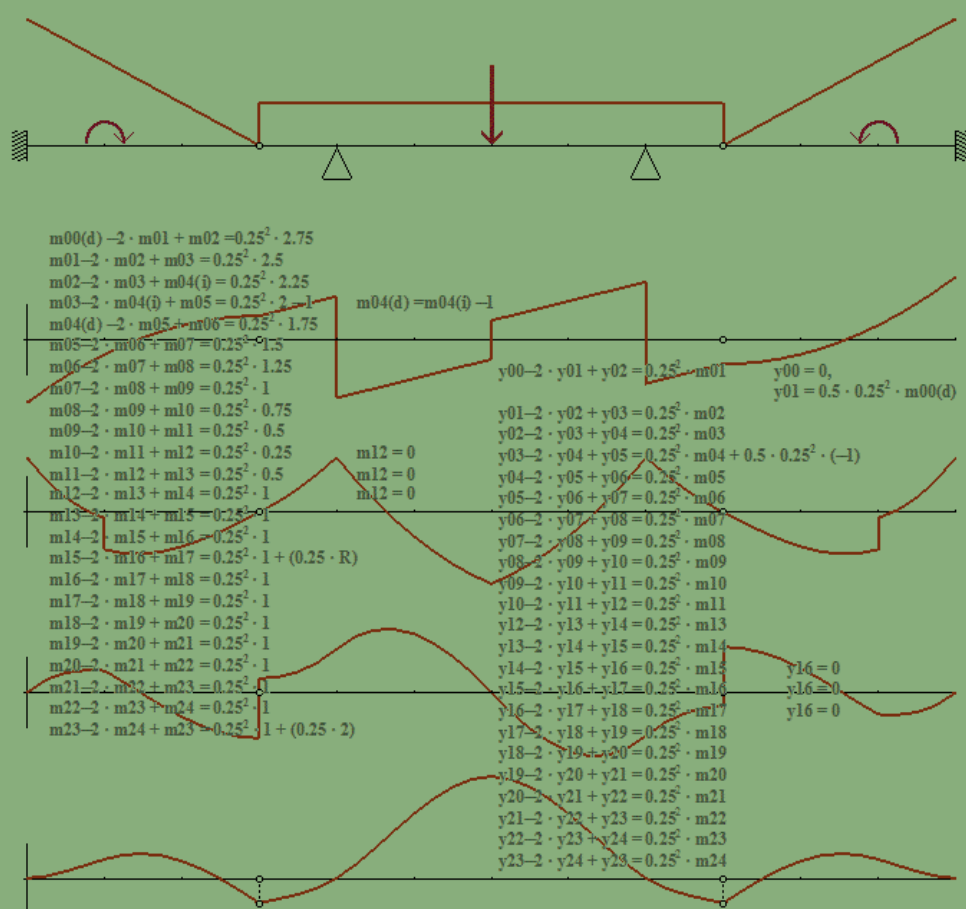 m00(d) –2 · m01 + m02 =0.25² · 2.75
m01–2 · m02 + m03 = 0.25² · 2.5
m02–2 · m03 + m04(i) = 0.25² · 2.25
m03–2 · m04(i) + m05 = 0.25² · 2 –1 m04(d) =m04(i) –1
m04(d) –2 · m05 + m06 = 0.25² · 1.75
m05–2 · m06 + m07 = 0.25² · 1.5
m06–2 · m07 + m08 = 0.25² · 1.25
m07–2 · m08 + m09 = 0.25² · 1
m08–2 · m09 + m10 = 0.25² · 0.75
m09–2 · m10 + m11 = 0.25² · 0.5
m10–2 · m11 + m12 = 0.25² · 0.25 m12 = 0
m11–2 · m12 + m13 = 0.25² · 0.5 m12 = 0
m12–2 · m13 + m14 = 0.25² · 1 m12 = 0
m13–2 · m14 + m15 = 0.25² · 1
m14–2 · m15 + m16 = 0.25² · 1
m15–2 · m16 + m17 = 0.25² · 1 + (0.25 · R)
m16–2 · m17 + m18 = 0.25² · 1
m17–2 · m18 + m19 = 0.25² · 1
m18–2 · m19 + m20 = 0.25² · 1
m19–2 · m20 + m21 = 0.25² · 1
m20–2 · m21 + m22 = 0.25² · 1
m21–2 · m22 + m23 = 0.25² · 1
m22–2 · m23 + m24 = 0.25² · 1
m23–2 · m24 + m23 = 0.25² · 1 + (0.25 · 2)
y00–2 · y01 + y02 = 0.25² · m01 y00 = 0,
y01 = 0.5 · 0.25² · m00(d)
y01–2 · y02 + y03 = 0.25² · m02
y02–2 · y03 + y04 = 0.25² · m03
y03–2 · y04 + y05 = 0.25² · m04 + 0.5 · 0.25² · (–1)
y04–2 · y05 + y06 = 0.25² · m05
y05–2 · y06 + y07 = 0.25² · m06
y06–2 · y07 + y08 = 0.25² · m07
y07–2 · y08 + y09 = 0.25² · m08
y08–2 · y09 + y10 = 0.25² · m09
y09–2 · y10 + y11 = 0.25² · m10
y10–2 · y11 + y12 = 0.25² · m11
y12–2 · y13 + y14 = 0.25² · m13
y13–2 · y14 + y15 = 0.25² · m14
y14–2 · y15 + y16 = 0.25² · m15 y16 = 0
y15–2 · y16 + y17 = 0.25² · m16 y16 = 0
y16–2 · y17 + y18 = 0.25² · m17 y16 = 0
y17–2 · y18 + y19 = 0.25² · m18
y18–2 · y19 + y20 = 0.25² · m19
y19–2 · y20 + y21 = 0.25² · m20
y20–2 · y21 + y22 = 0.25² · m21
y21–2 · y22 + y23 = 0.25² · m22
y22–2 · y23 + y24 = 0.25² · m23
y23–2 · y24 + y23 = 0.25² · m24